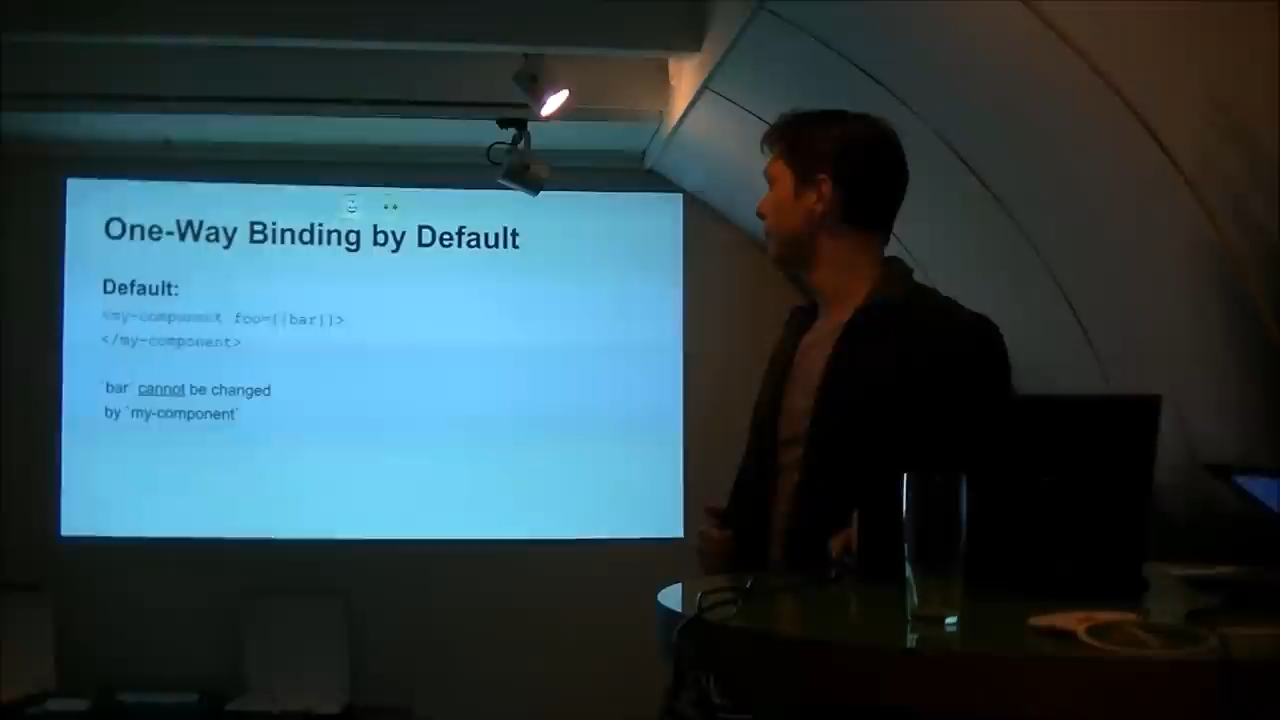 One-Way Binding by Default
Default:
<my-component foo={{bar}}>
</my-component>
`bar` cannot be changed
by `my-component`